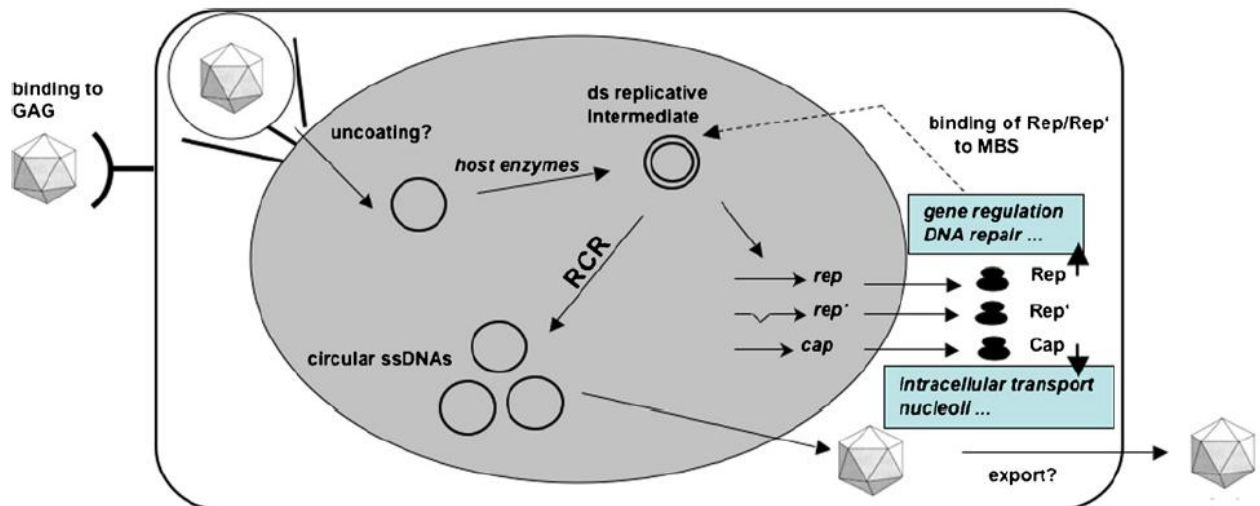 binding to
GAG
uncoating?
host enzymes
ds replicative
intermediate
binding of Rep/Rep'
to MBS
gene regulation
DNA repair ...
RCR
rep
Rep
rep'
Rep'
cap
Cap
circular ssDNAs
intracellular transport
nucleoli ...
export?